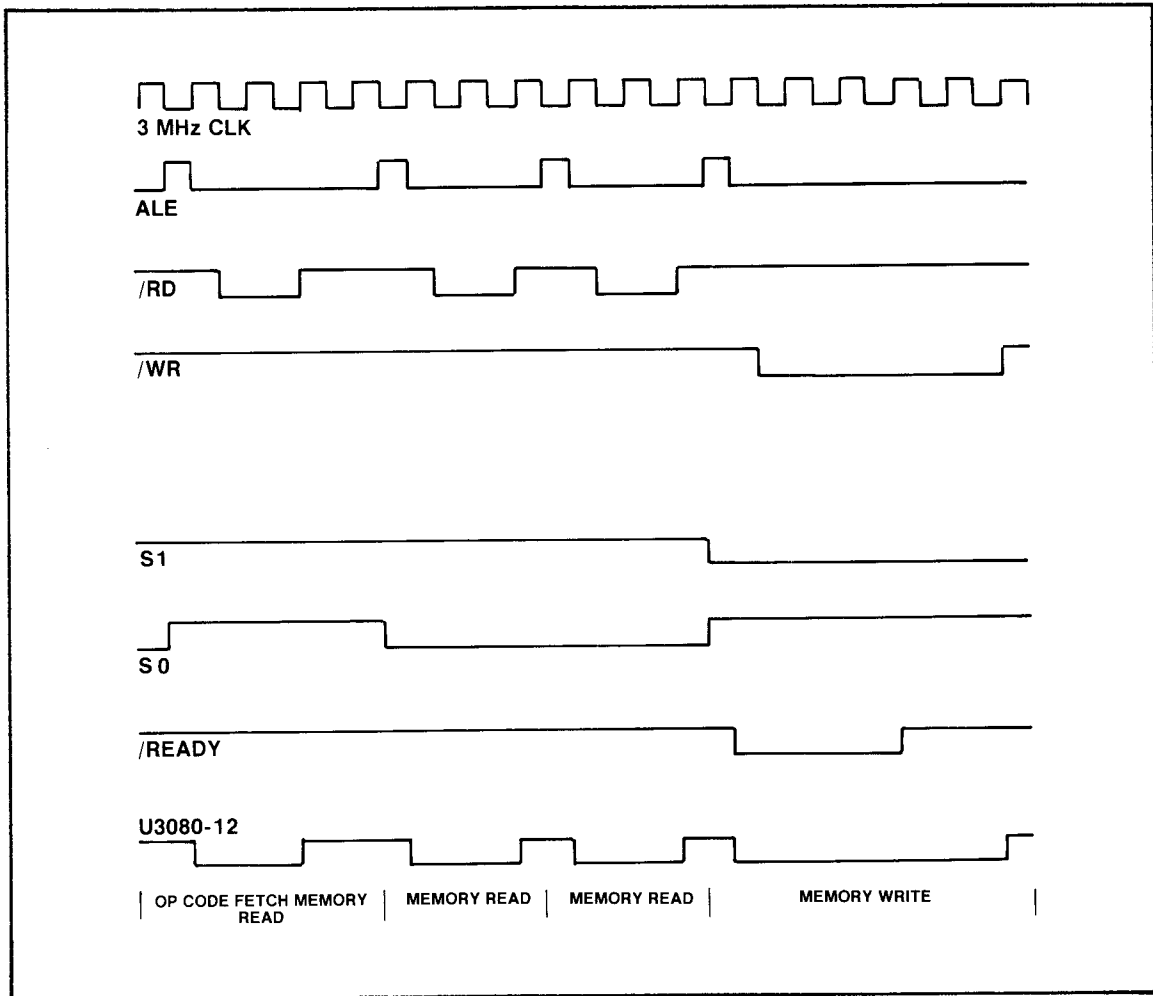 3 MHz CLK
ALE
/RD
/WR
S1
S0
/READY
U3080-12
OP CODE FETCH MEMORY
READ
MEMORY READ
MEMORY READ
MEMORY WRITE